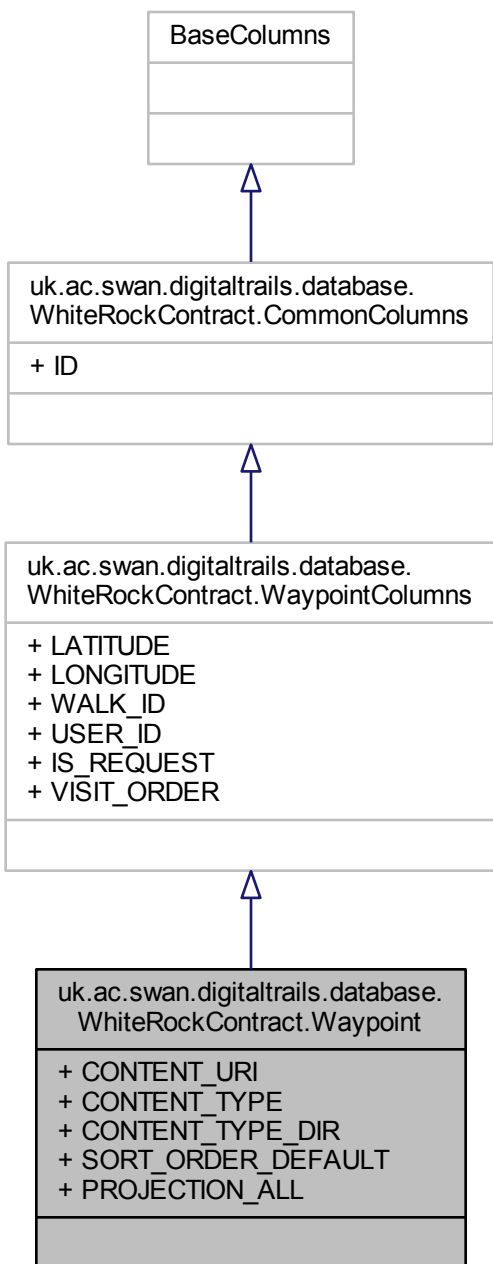 BaseColumns
uk.ac.swan.digitaltrails.database.
WhiteRockContract.CommonColumns
+ ID
uk.ac.swan.digitaltrails.database.
WhiteRockContract.WaypointColumns
+ LATITUDE
+ LONGITUDE
+ WALK_ID
+ USER_ID
+ IS_REQUEST
+ VISIT_ORDER
uk.ac.swan.digitaltrails.database.
WhiteRockContract.Waypoint
+ CONTENT_URI
+ CONTENT_TYPE
+ CONTENT_TYPE_DIR
+ SORT_ORDER_DEFAULT
+ PROJECTION_ALL